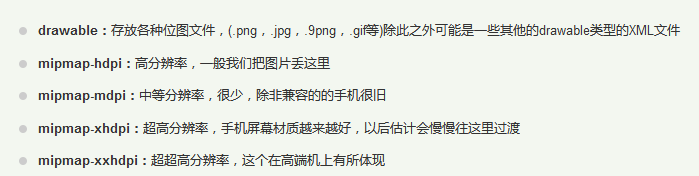 drawable：存放各种位图文件，(.png，.jpg，.9png，.gif等)除此之外可能是一些其他的drawable类型的XML文件
mipmap-hdpi：高分辨率，一般我们把图片丢这里
mipmap-mdpi：中等分辨率，很少，除非兼容的的手机很旧
mipmap-xhdpi：超高分辨率，手机屏幕材质越来越好，以后估计会慢慢往这里过渡
mipmap-xxhdpi：超超高分辨率，这个在高端机上有所体现